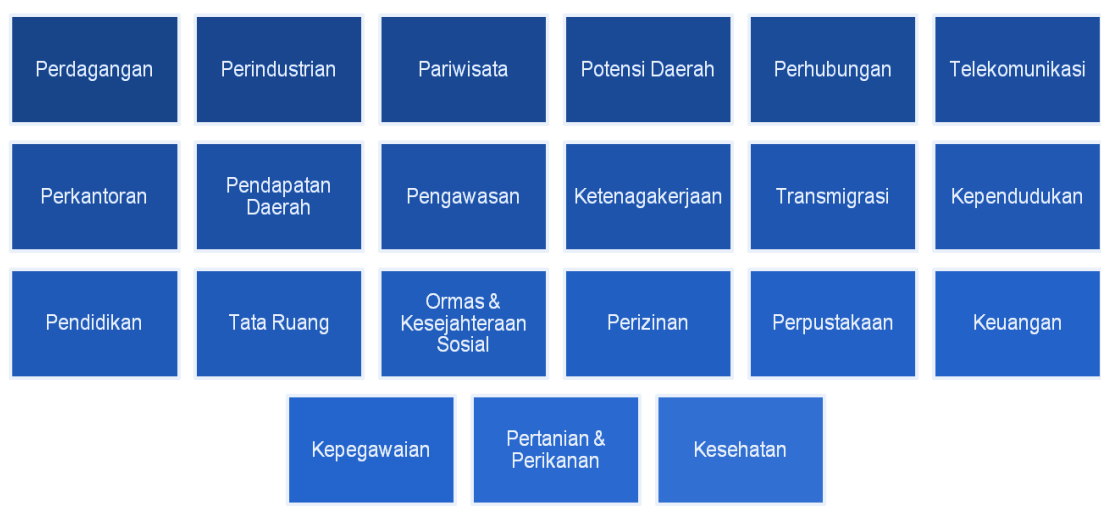 Perdagangan
Perindustrian
Pariwisata
Potensi Daerah
Perhubungan
Telekomunikasi
Perkantoran
Pendapatan
Daerah
Pengawasan
Ketenagakerjaan
Transmigrasi
Kependudukan
Pendidikan
Tata Ruang
Ormas &
Kesejahteraan
Sosial
Perizinan
Perpustakaan
Keuangan
Kepegawaian
Pertanian &
Perikanan
Kesehatan